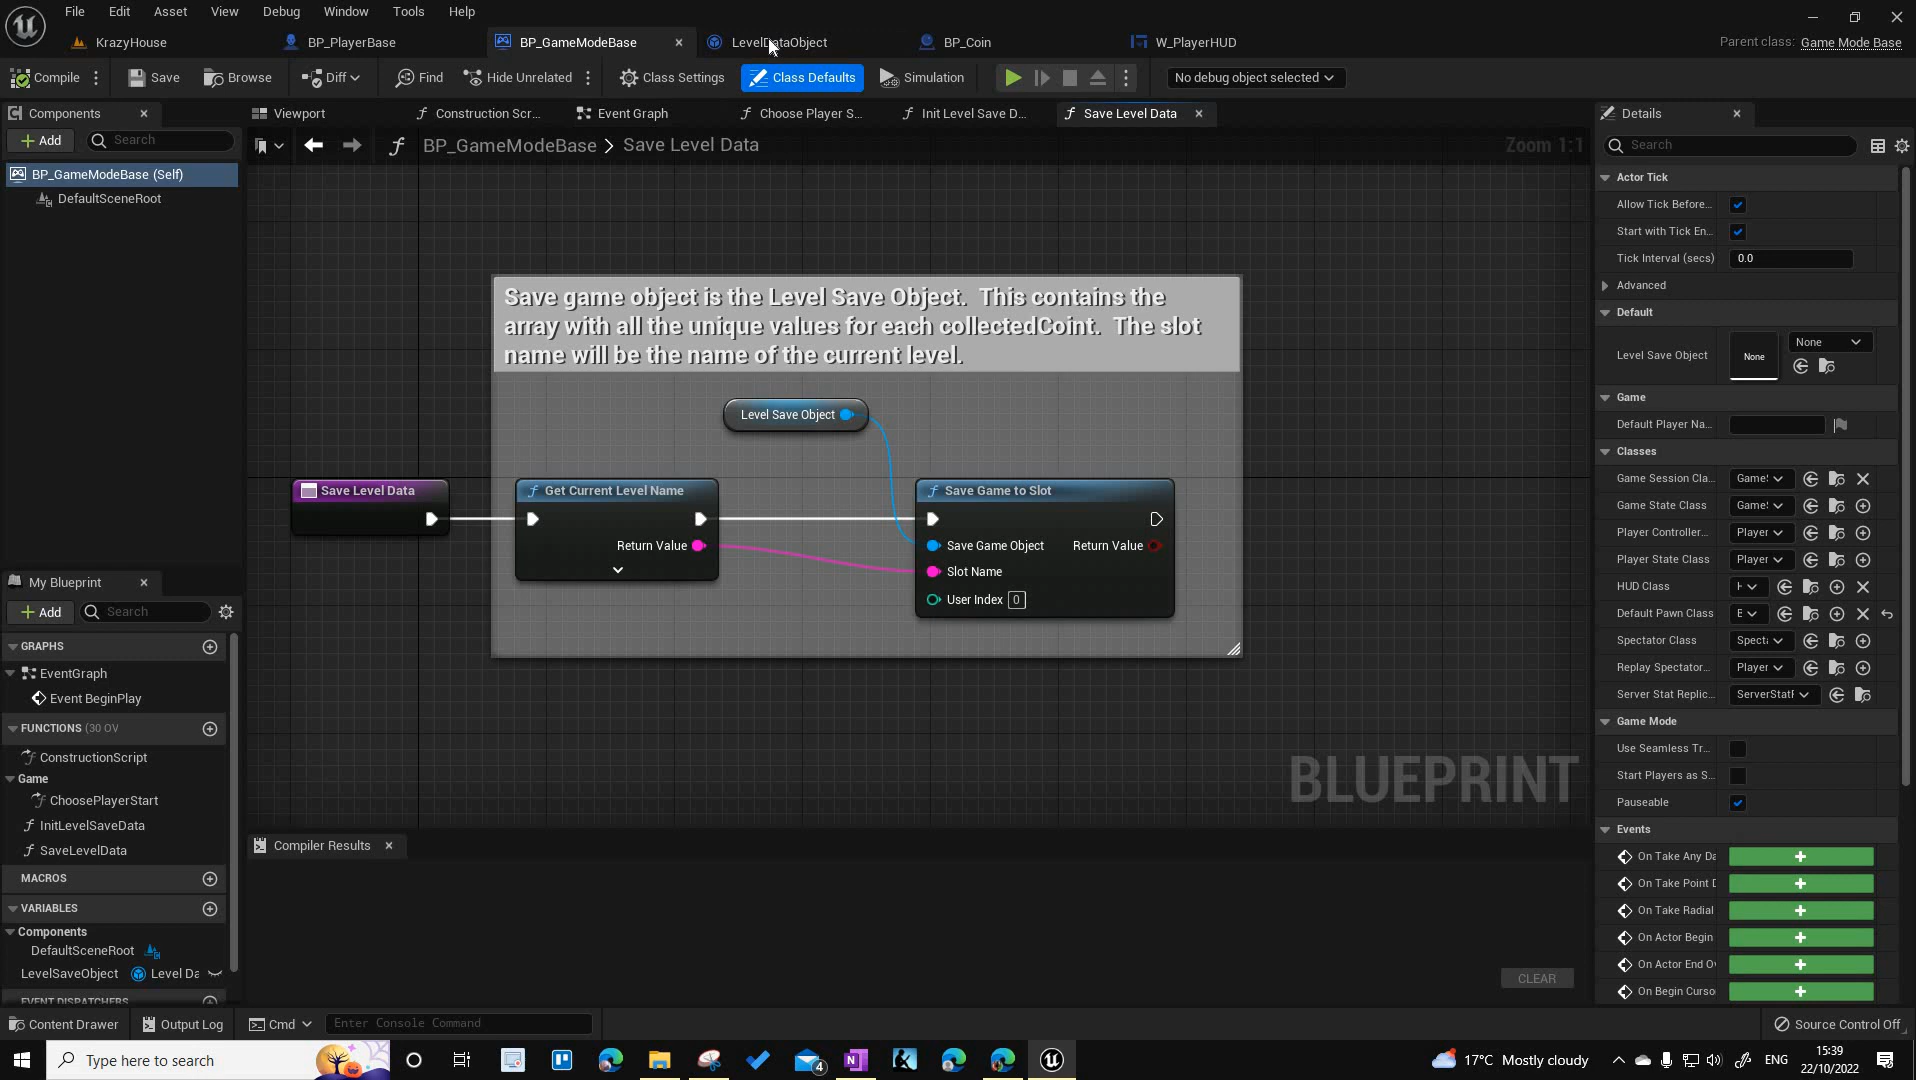 File Edit Asset View Debug Window Tools Help
KrazyHouse BP_PlayerBase BP_GameModeBase LevelDataObject BP_Coin W_PlayerHUD Parent class: Game Mode Base
Compile Save Browse Diff Find Hide Unrelated Class Settings Class Defaults Simulation No debug object selected
Components Viewport Construction Scr... Event Graph Choose Player S... Init Level Save D... Save Level Data Details
Add Search BP_GameModeBase > Save Level Data Zoom 1:1 Search
BP_GameModeBase (Self)
DefaultSceneRoot
Save game object is the Level Save Object. This contains the
array with all the unique values for each collectedCoint. The slot
name will be the name of the current level.
Level Save Object
Save Level Data
Get Current Level Name
Return Value
Save Game to Slot
Save Game Object Return Value
Slot Name
User Index 0
BLUEPRINT
My Blueprint
Add Search
GRAPHS
EventGraph
Event BeginPlay
FUNCTIONS (30 OV
ConstructionScript
Game
ChoosePlayerStart
InitLevelSaveData
SaveLevelData
MACROS
VARIABLES
Components
DefaultSceneRoot
LevelSaveObject Level Da
EVENT DISPATCHERS
Compiler Results
CLEAR
Actor Tick
Allow Tick Before...
Start with Tick En...
Tick Interval (secs) 0.0
Advanced
Default
Level Save Object None None
Game
Default Player Na...
Classes
Game Session Cla... Game
Game State Class Game
Player Controller... Player
Player State Class Player
HUD Class
Default Pawn Class
Spectator Class Specta
Replay Spectator... Player
Server Stat Replic... ServerStatF
Game Mode
Use Seamless Tr...
Start Players as S...
Pauseable
Events
On Take Any Da
On Take Point D
On Take Radial
On Actor Begin
On Actor End Ov
On Begin Curso
Content Drawer Output Log Cmd Enter Console Command Source Control Off
Type here to search 4 17°C Mostly cloudy ENG 15:39
22/10/2022